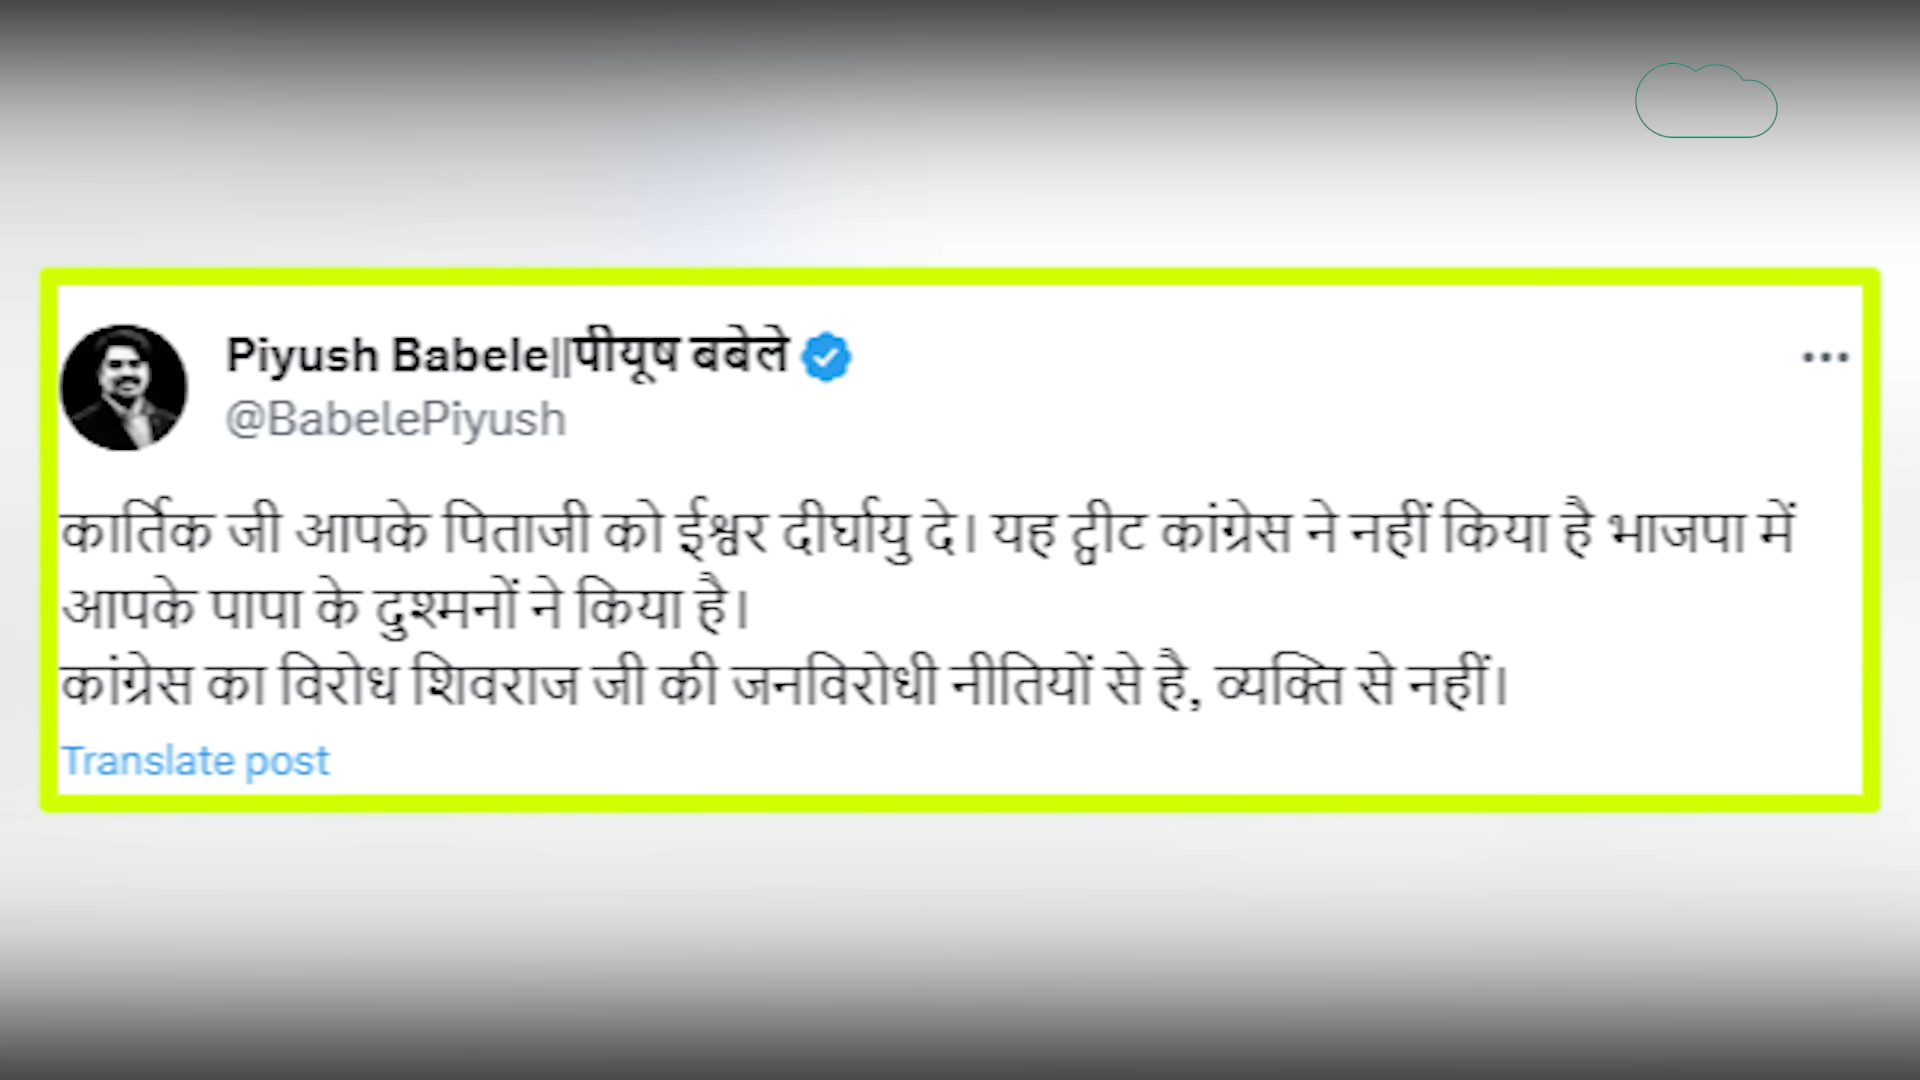 Piyush Babele||पीयूष बबेले
@BabelePiyush
कार्तिक जी आपके पिताजी को ईश्वर दीर्घायु दे। यह ट्वीट कांग्रेस ने नहीं किया है भाजपा में
आपके पापा के दुश्मनों ने किया है।
कांग्रेस का विरोध शिवराज जी की जनविरोधी नीतियों से है, व्यक्ति से नहीं।
Translate post